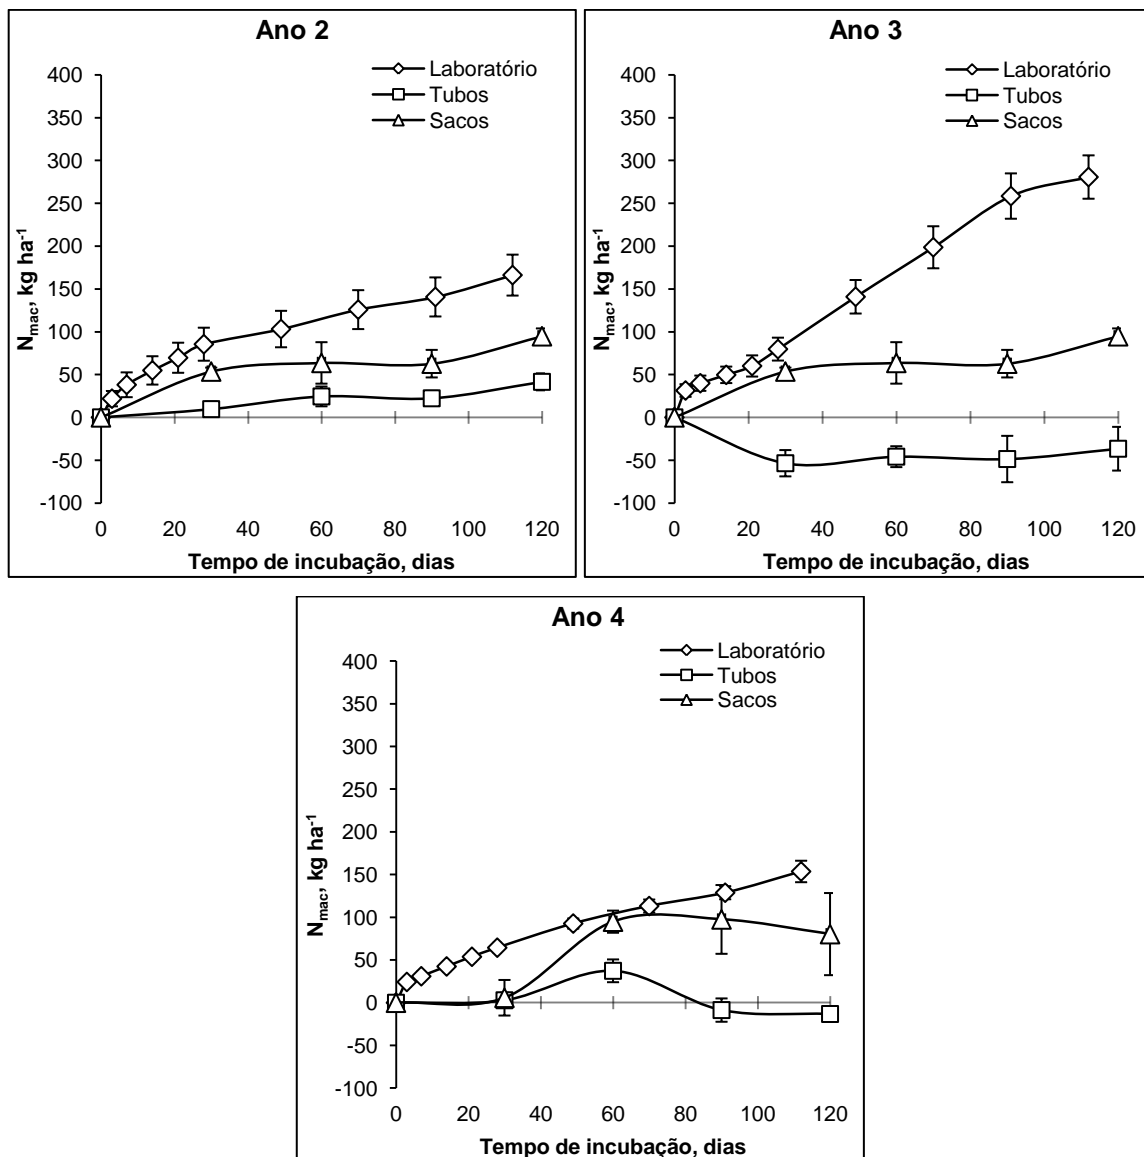 Ano 2
Laboratório
Tubos
Sacos
400
350
300
250
200
150
100
50
0
-50
-100
N_mac, kg ha⁻¹
0 20 40 60 80 100 120
Tempo de incubação, dias
Ano 3
Laboratório
Tubos
Sacos
400
350
300
250
200
150
100
50
0
-50
-100
N_mac, kg ha⁻¹
0 20 40 60 80 100 120
Tempo de incubação, dias
Ano 4
Laboratório
Tubos
Sacos
400
350
300
250
200
150
100
50
0
-50
-100
N_mac, kg ha⁻¹
0 20 40 60 80 100 120
Tempo de incubação, dias